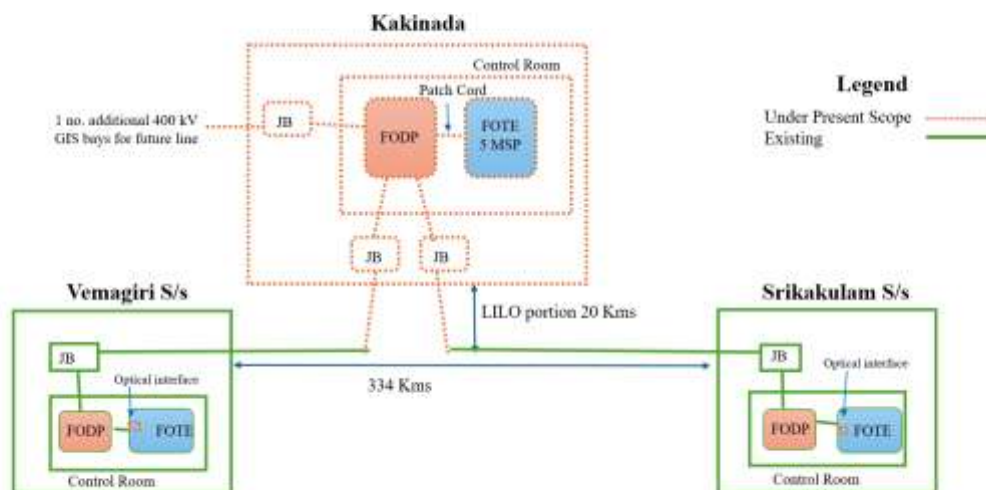 Kakinada
Control Room
Patch Cord
Legend
1 no. additional 400 kV
GIS bays for future line
JB
FODP
FOTE
5 MSP
Under Present Scope
Existing
JB
JB
Vemagiri S/s
Srikakulam S/s
LILO portion 20 Kms
JB
JB
334 Kms
Optical interface
Optical interface
FODP
FOTE
FODP
FOTE
Control Room
Control Room